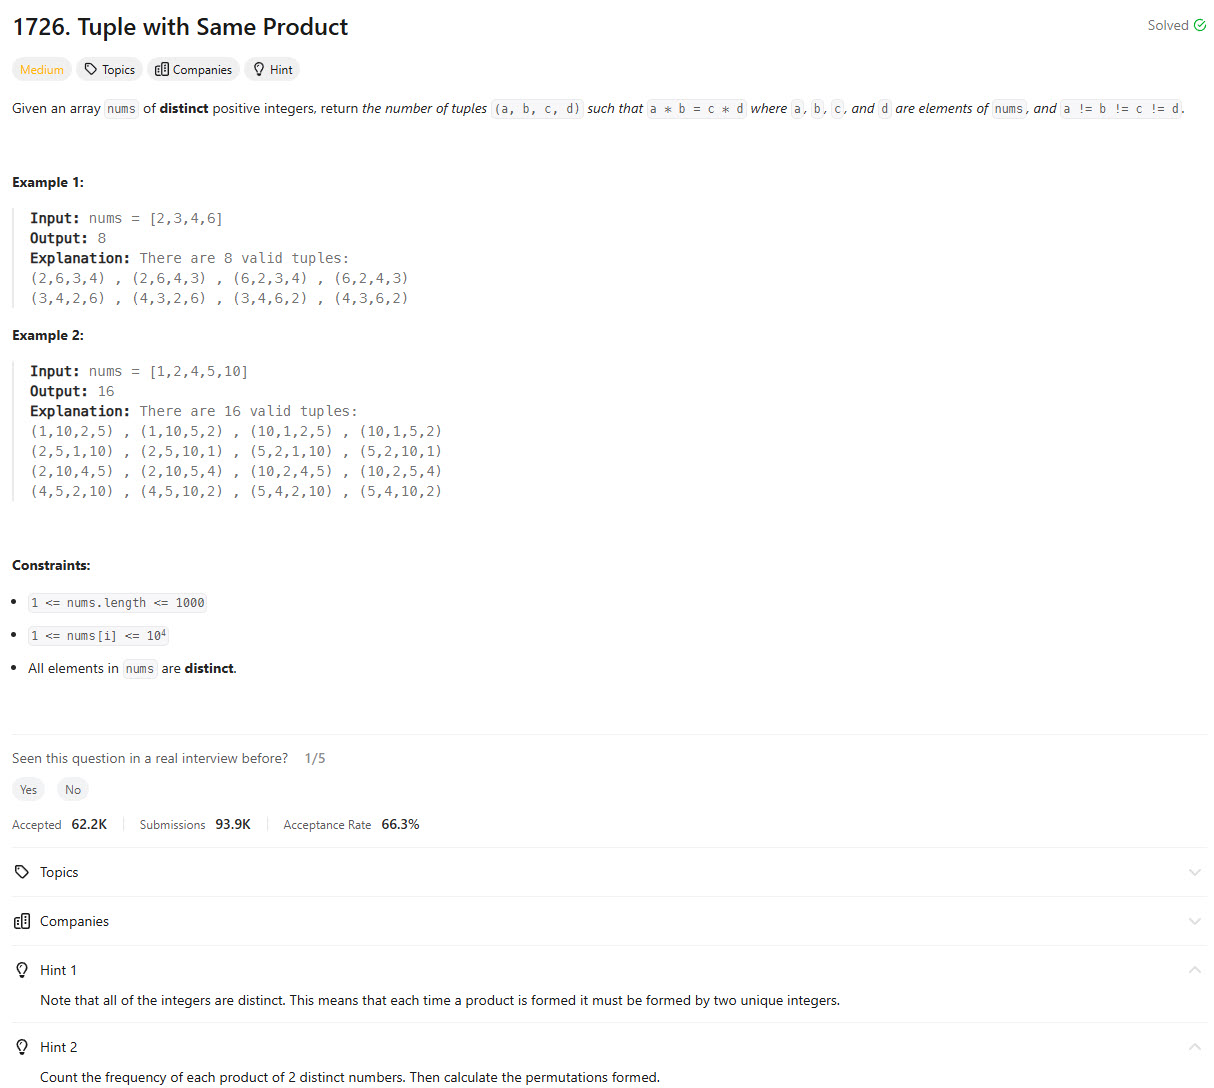 1726. Tuple with Same Product
Solved
Medium Topics Companies Hint
Given an array nums of distinct positive integers, return the number of tuples (a, b, c, d) such that a * b = c * d where a, b, c, and d are elements of nums, and a != b != c != d.
Example 1:
Input: nums = [2,3,4,6]
Output: 8
Explanation: There are 8 valid tuples:
(2,6,3,4) , (2,6,4,3) , (6,2,3,4) , (6,2,4,3)
(3,4,2,6) , (4,3,2,6) , (3,4,6,2) , (4,3,6,2)
Example 2:
Input: nums = [1,2,4,5,10]
Output: 16
Explanation: There are 16 valid tuples:
(1,10,2,5) , (1,10,5,2) , (10,1,2,5) , (10,1,5,2)
(2,5,1,10) , (2,5,10,1) , (5,2,1,10) , (5,2,10,1)
(2,10,4,5) , (2,10,5,4) , (10,2,4,5) , (10,2,5,4)
(4,5,2,10) , (4,5,10,2) , (5,4,2,10) , (5,4,10,2)
Constraints:
• 1 <= nums.length <= 1000
• 1 <= nums[i] <= 10⁴
• All elements in nums are distinct.
Seen this question in a real interview before? 1/5
Yes No
Accepted 62.2K Submissions 93.9K Acceptance Rate 66.3%
Topics
Companies
Hint 1
Note that all of the integers are distinct. This means that each time a product is formed it must be formed by two unique integers.
Hint 2
Count the frequency of each product of 2 distinct numbers. Then calculate the permutations formed.